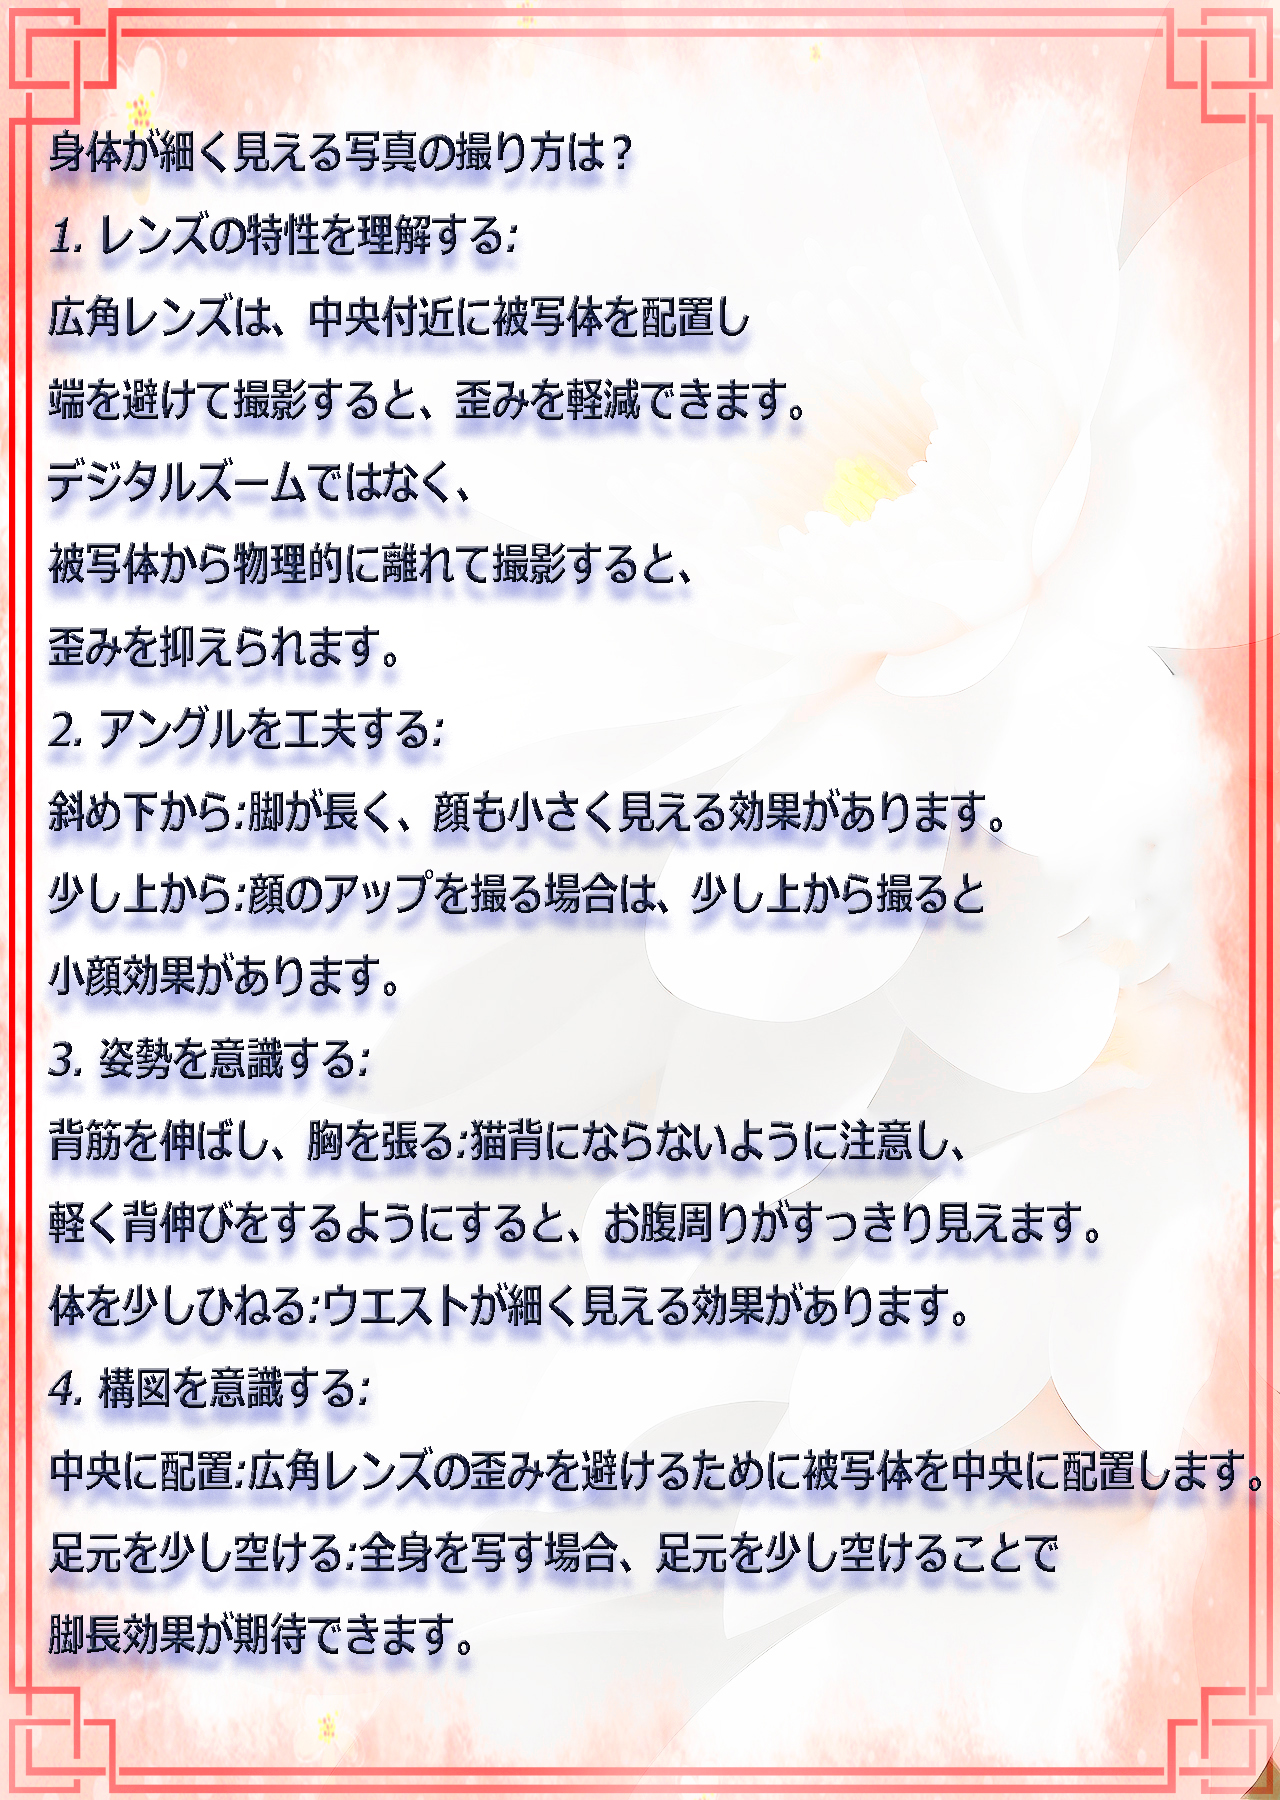 身体が細く見える写真の撮り方は？
1. レンズの特性を理解する:
広角レンズは、中央付近に被写体を配置し
端を避けて撮影すると、歪みを軽減できます。
デジタルズームではなく、
被写体から物理的に離れて撮影すると、
歪みを抑えられます。
2. アングルを工夫する:
斜め下から:脚が長く、顔も小さく見える効果があります。
少し上から:顔のアップを撮る場合は、少し上から撮ると
小顔効果があります。
3. 姿勢を意識する:
背筋を伸ばし、胸を張る:猫背にならないように注意し、
軽く背伸びをするようにすると、お腹周りがすっきり見えます。
体を少しひねる:ウエストが細く見える効果があります。
4. 構図を意識する:
中央に配置:広角レンズの歪みを避けるために被写体を中央に配置します。
足元を少し空ける:全身を写す場合、足元を少し空けることで
脚長効果が期待できます。